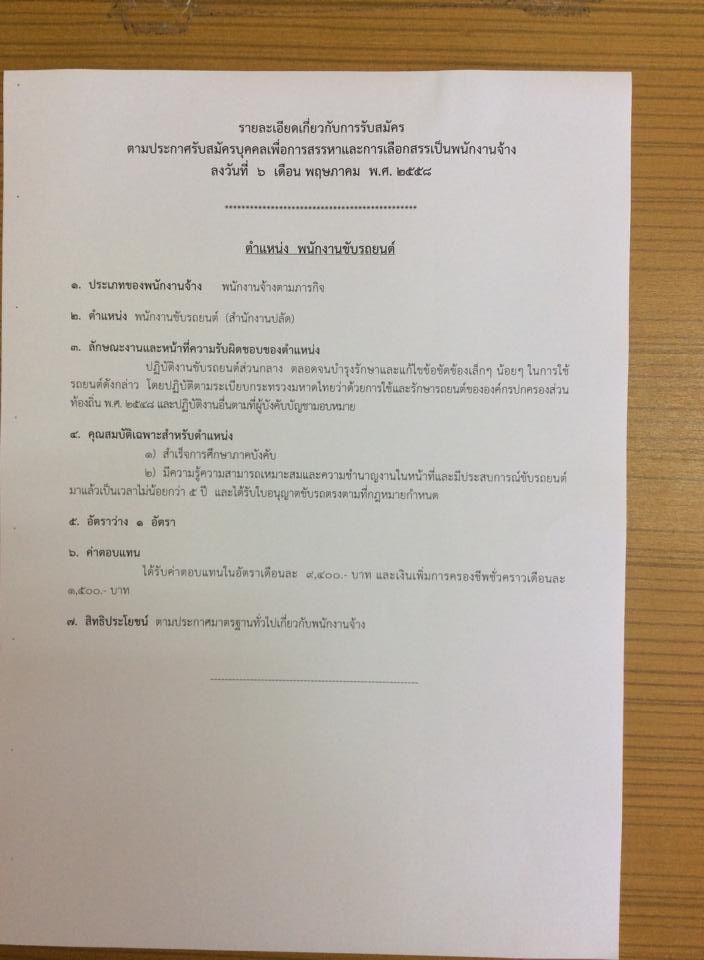 รายละเอียดเกี่ยวกับการรับสมัคร
ตามประกาศรับสมัครบุคคลเพื่อการสรรหาและการเลือกสรรเป็นพนักงานจ้าง
ลงวันที่ ๖ เดือน พฤษภาคม พ.ศ. ๒๕๕๘
**********************************************
ตำแหน่ง พนักงานขับรถยนต์
๑. ประเภทของพนักงานจ้าง พนักงานจ้างตามภารกิจ
๒. ตำแหน่ง พนักงานขับรถยนต์ (สำนักงานปลัด)
๓. ลักษณะงานและหน้าที่ความรับผิดชอบของตำแหน่ง
ปฏิบัติงานขับรถยนต์ส่วนกลาง ตลอดจนบำรุงรักษาและแก้ไขข้อขัดข้องเล็กๆ น้อยๆ ในการใช้
รถยนต์ดังกล่าว โดยปฏิบัติตามระเบียบกระทรวงมหาดไทยว่าด้วยการใช้และรักษารถยนต์ขององค์กรปกครองส่วน
ท้องถิ่น พ.ศ. ๒๕๔๘ และปฏิบัติงานอื่นตามที่ผู้บังคับบัญชามอบหมาย
๔. คุณสมบัติเฉพาะสำหรับตำแหน่ง
๑) สำเร็จการศึกษาภาคบังคับ
๒) มีความรู้ความสามารถเหมาะสมและความชำนาญงานในหน้าที่และมีประสบการณ์ขับรถยนต์
มาแล้วเป็นเวลาไม่น้อยกว่า ๕ ปี และได้รับใบอนุญาตขับรถตรงตามที่กฎหมายกำหนด
๕. อัตราว่าง ๑ อัตรา
๖. ค่าตอบแทน
ได้รับค่าตอบแทนในอัตราเดือนละ ๙,๔๐๐.- บาท และเงินเพิ่มการครองชีพชั่วคราวเดือนละ
๑,๕๐๐.- บาท
๗. สิทธิประโยชน์ ตามประกาศมาตรฐานทั่วไปเกี่ยวกับพนักงานจ้าง
----------------------------------------------------------